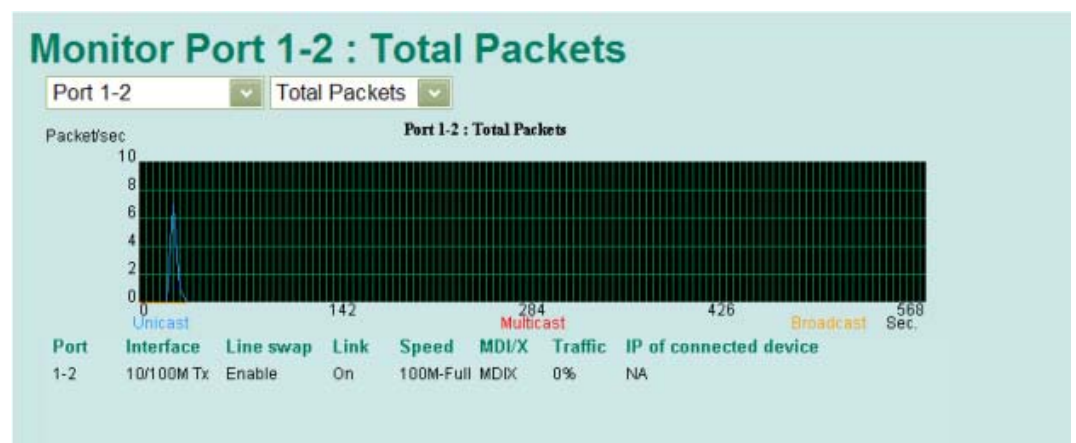 Monitor Port 1-2 : Total Packets
Port 1-2 Total Packets
Packet/sec Port 1-2 : Total Packets
10
8
6
4
2
0
0 142 284 426 568
Unicast Multicast Broadcast Sec.
Port Interface Line swap Link Speed MDI/X Traffic IP of connected device
1-2 10/100M Tx Enable On 100M-Full MDIX 0% NA